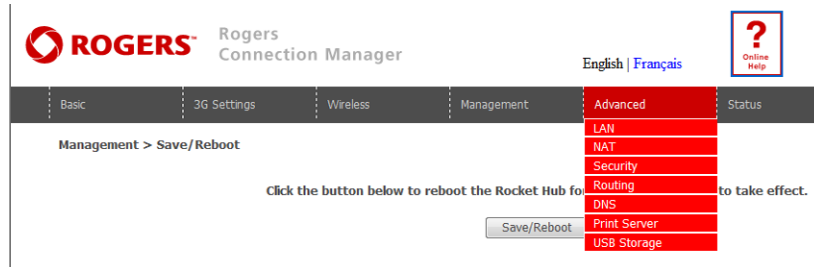 ROGERS™ Rogers
Connection Manager
English | Français
?
Online
Help
Basic 3G Settings Wireless Management Advanced Status
Management > Save/Reboot
LAN
NAT
Security
Routing
DNS
Print Server
USB Storage
Click the button below to reboot the Rocket Hub fo to take effect.
Save/Reboot